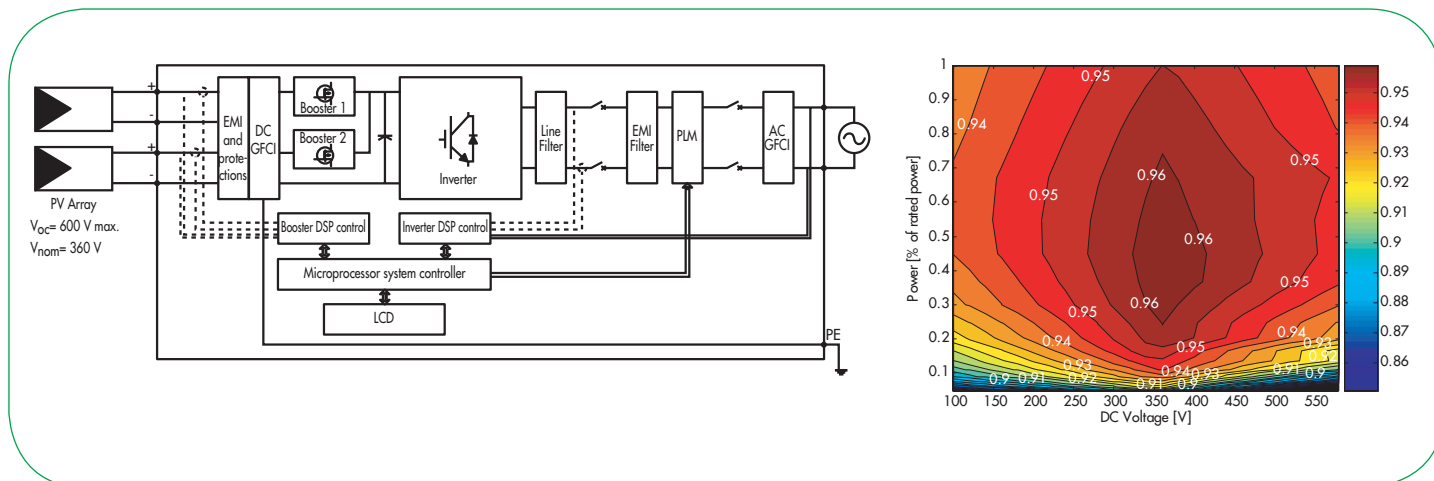 +
-
+
-
PV Array
Voc= 600 V max.
Vnom= 360 V
EMI
and
prote-
ctions
DC
GFCI
Booster 1
Booster 2
Inverter
Line
Filter
EMI
Filter
PLM
AC
GFCI
Booster DSP control
Inverter DSP control
Microprocessor system controller
LCD
PE
Power [% of rated power]
1
0.9
0.8
0.7
0.6
0.5
0.4
0.3
0.2
0.1
100 150 200 250 300 350 400 450 500 550
DC Voltage [V]
0.95
0.95
0.94
0.96
0.95
0.95
0.96
0.95
0.95
0.96
0.94
0.95
0.94
0.93
0.92
0.93
0.94
0.93
0.91
0.9
0.91
0.92
0.91
0.9
0.9
0.95
0.94
0.93
0.92
0.91
0.9
0.89
0.88
0.87
0.86